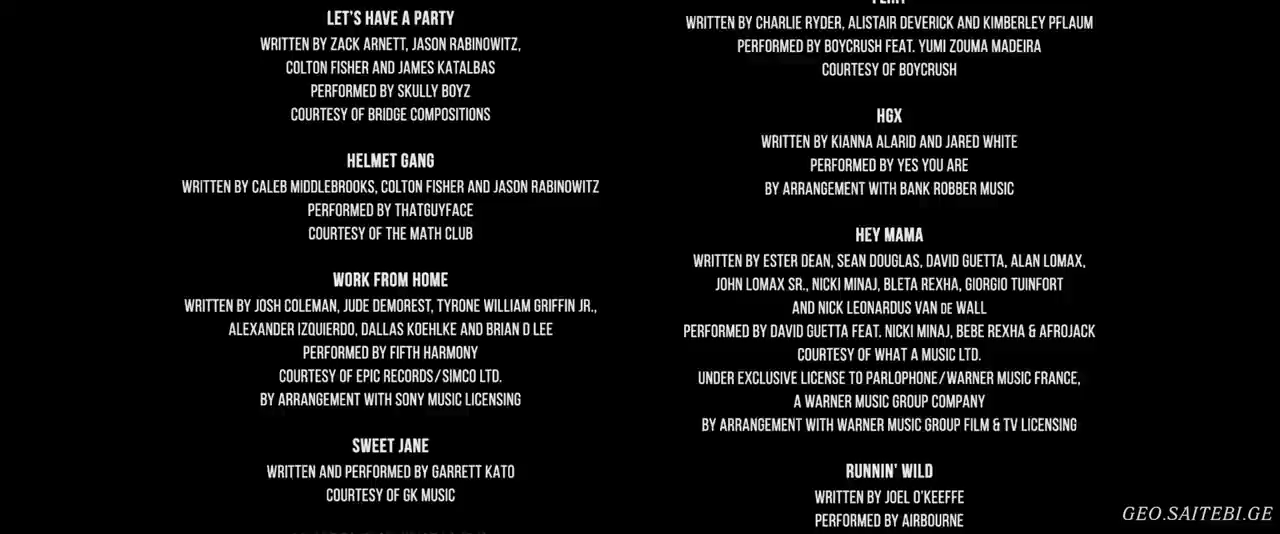 LET'S HAVE A PARTY
WRITTEN BY ZACK ARNETT, JASON RABINOWITZ,
COLTON FISHER AND JAMES KATALBAS
PERFORMED BY SKULLY BOYZ
COURTESY OF BRIDGE COMPOSITIONS
HELMET GANG
WRITTEN BY CALEB MIDDLEBROOKS, COLTON FISHER AND JASON RABINOWITZ
PERFORMED BY THATGUYFACE
COURTESY OF THE MATH CLUB
WORK FROM HOME
WRITTEN BY JOSH COLEMAN, JUDE DEMOREST, TYRONE WILLIAM GRIFFIN JR.,
ALEXANDER IZQUIERDO, DALLAS KOEHLKE AND BRIAN D LEE
PERFORMED BY FIFTH HARMONY
COURTESY OF EPIC RECORDS/SIMCO LTD.
BY ARRANGEMENT WITH SONY MUSIC LICENSING
SWEET JANE
WRITTEN AND PERFORMED BY GARRETT KATO
COURTESY OF GK MUSIC
WRITTEN BY CHARLIE RYDER, ALISTAIR DEVERICK AND KIMBERLEY PFLAUM
PERFORMED BY BOYCRUSH FEAT. YUMI ZOUMA MADEIRA
COURTESY OF BOYCRUSH
HGX
WRITTEN BY KIANNA ALARID AND JARED WHITE
PERFORMED BY YES YOU ARE
BY ARRANGEMENT WITH BANK ROBBER MUSIC
HEY MAMA
WRITTEN BY ESTER DEAN, SEAN DOUGLAS, DAVID GUETTA, ALAN LOMAX,
JOHN LOMAX SR., NICKI MINAJ, BLETA REXHA, GIORGIO TUINFORT
AND NICK LEONARDUS VAN DE WALL
PERFORMED BY DAVID GUETTA FEAT. NICKI MINAJ, BEBE REXHA & AFROJACK
COURTESY OF WHAT A MUSIC LTD.
UNDER EXCLUSIVE LICENSE TO PARLOPHONE/WARNER MUSIC FRANCE,
A WARNER MUSIC GROUP COMPANY
BY ARRANGEMENT WITH WARNER MUSIC GROUP FILM & TV LICENSING
RUNNIN' WILD
WRITTEN BY JOEL O'KEEFFE
PERFORMED BY AIRBOURNE
GEO.SAITEBI.GE